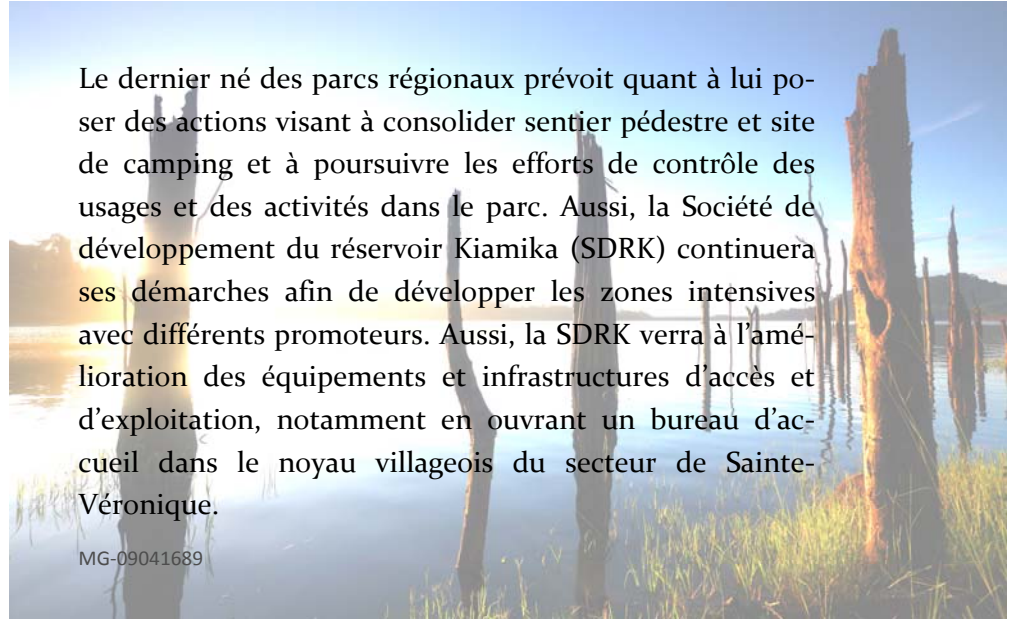 Le dernier né des parcs régionaux prévoit quant à lui po-
ser des actions visant à consolider sentier pédestre et site
de camping et à poursuivre les efforts de contrôle des
usages et des activités dans le parc. Aussi, la Société de
développement du réservoir Kiamika (SDRK) continuera
ses démarches afin de développer les zones intensives
avec différents promoteurs. Aussi, la SDRK verra à l’amé-
lioration des équipements et infrastructures d’accès et
d’exploitation, notamment en ouvrant un bureau d’ac-
cueil dans le noyau villageois du secteur de Sainte-
Véronique.
MG-09041689